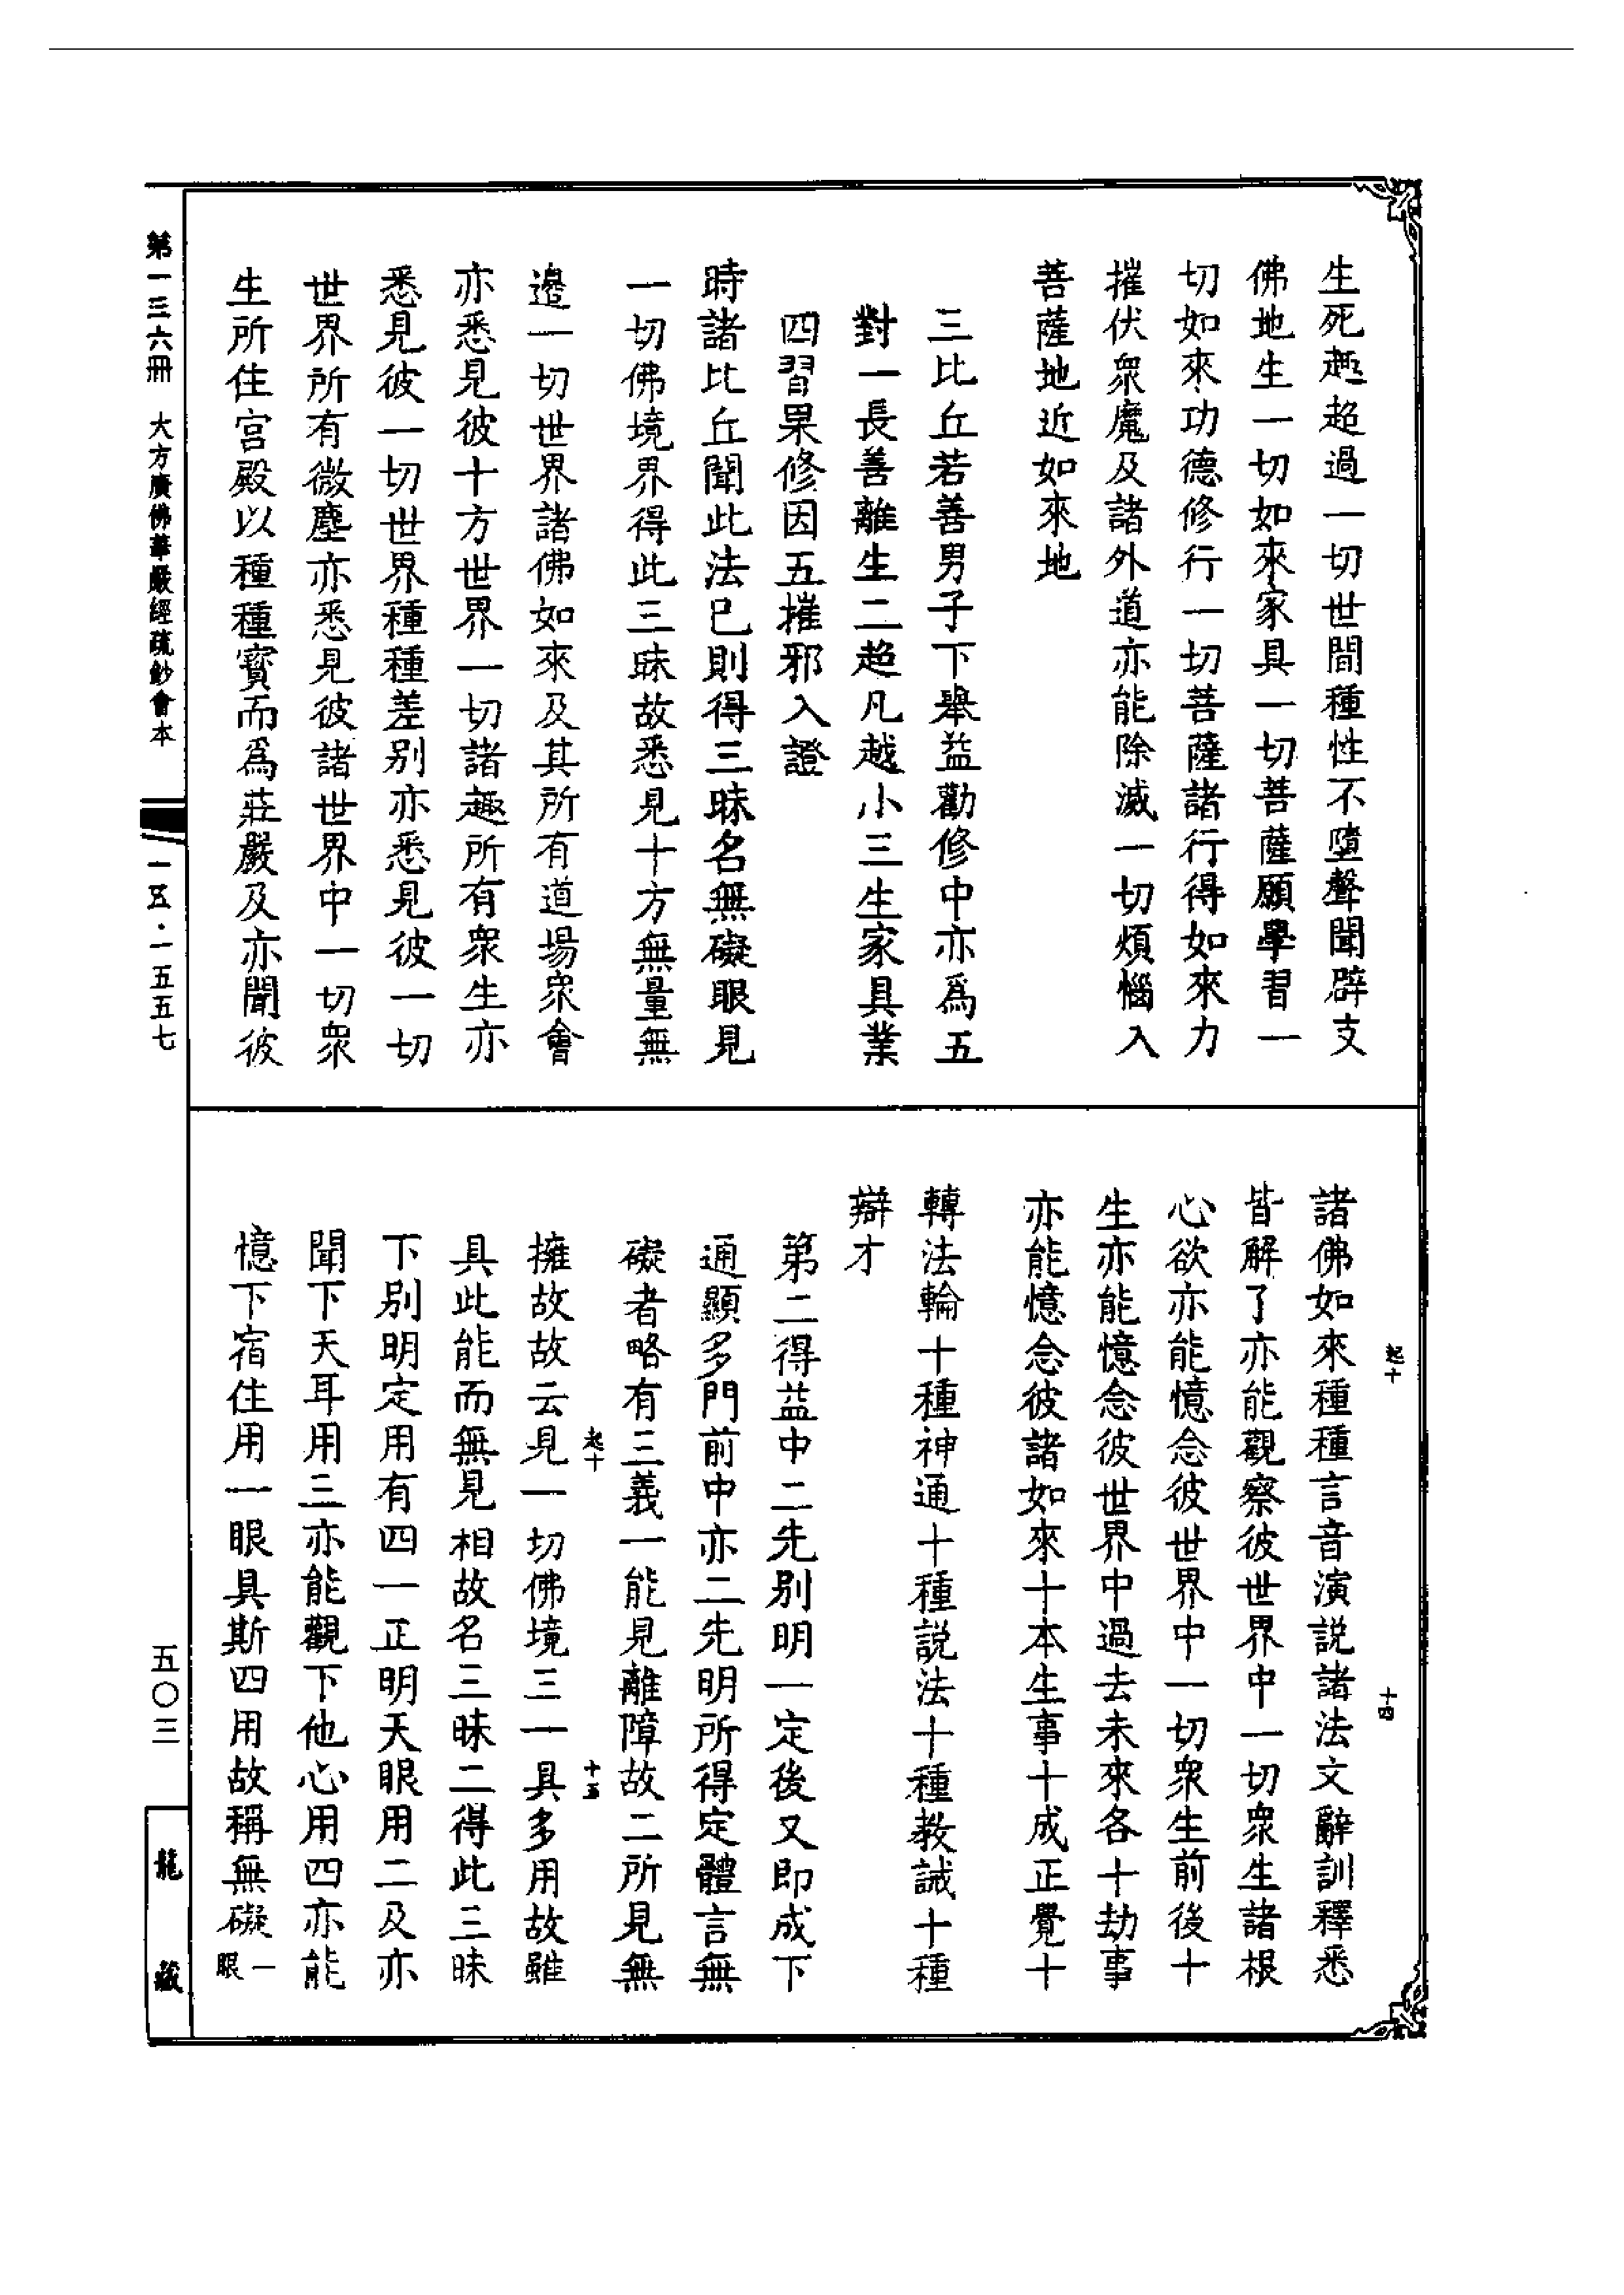 生死趣超過一切世間種性不墮聲聞辟支
佛地生一切如來家具一切菩薩願學習一
切如來功德修行一切菩薩諸行得如來力
摧伏衆魔及諸外道亦能除滅一切煩惱入
菩薩地近如來地
三比丘若善男子下舉益勸修中亦爲五
對一長善離生二超凡越小三生家具業
四習果修因五摧邪入證
時諸比丘聞此法已則得三昧名無礙眼見
一切佛境界得此三昧故悉見十方無量無
邊一切世界諸佛如來及其所有道場衆會
亦悉見彼十方世界一切諸趣所有衆生亦
悉見彼一切世界種種差別亦悉見彼一切
世界所有微塵亦悉見彼諸世界中一切衆
生所住宮殿以種種寶而爲莊嚴及亦聞彼
起十
十四
諸佛如來種種言音演説諸法文辭訓釋悉
皆解了亦能觀察彼世界中一切衆生諸根
心欲亦能憶念彼世界中一切衆生前後十
生亦能憶念彼世界中過去未來各十劫事
亦能憶念彼諸如來十本生事十成正覺十
轉法輪十種神通十種説法十種教誡十種
辯才
第二得益中二先別明一定後又即成下
通顯多門前中亦二先明所得定體言無
礙者略有三義一能見離障故二所見無
起十
十五
擁故故云見一切佛境三一具多用故雖
具此能而無見相故名三昧二得此三昧
下別明定用有四一正明天眼用二及亦
聞下天耳用三亦能觀下他心用四亦能
憶下宿住用一眼具斯四用故稱無礙一眼
第一三六冊 大方廣佛華嚴經疏鈔會本
一五·一五五七
五〇三
龍藏